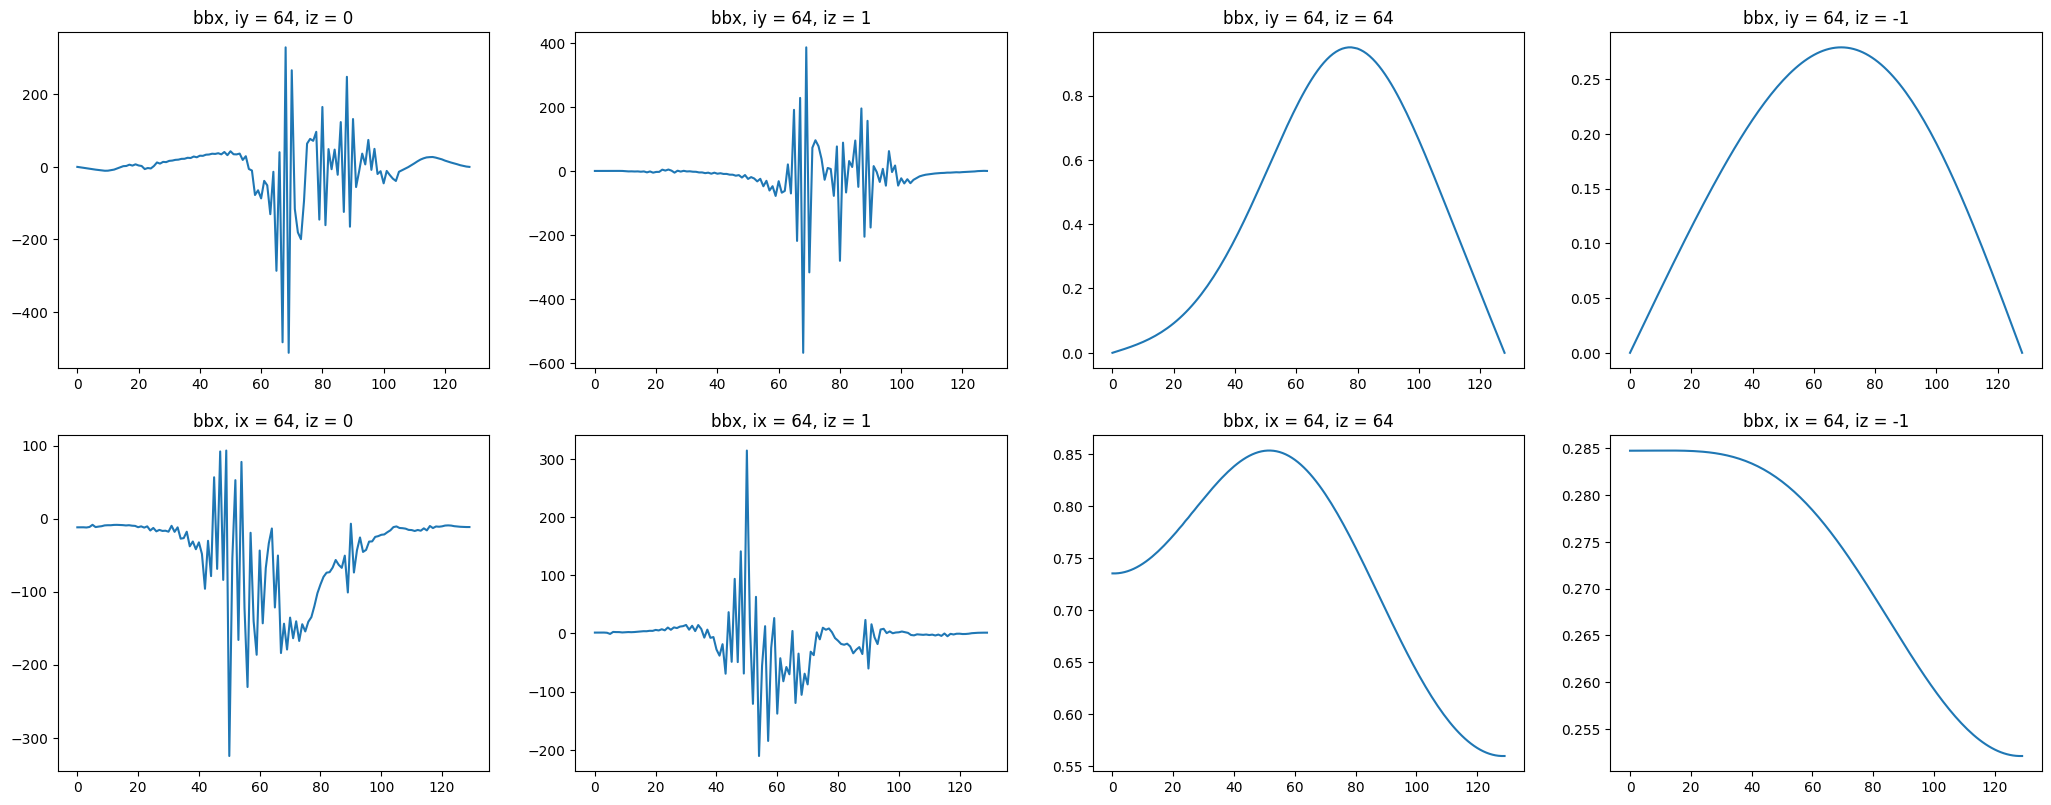 bbx, iy = 64, iz = 0
200
0
−200
−400
0 20 40 60 80 100 120
bbx, iy = 64, iz = 1
400
200
0
−200
−400
−600
0 20 40 60 80 100 120
bbx, iy = 64, iz = 64
0.8
0.6
0.4
0.2
0.0
0 20 40 60 80 100 120
bbx, iy = 64, iz = -1
0.25
0.20
0.15
0.10
0.05
0.00
0 20 40 60 80 100 120
bbx, ix = 64, iz = 0
100
0
−100
−200
−300
0 20 40 60 80 100 120
bbx, ix = 64, iz = 1
300
200
100
0
−100
−200
0 20 40 60 80 100 120
bbx, ix = 64, iz = 64
0.85
0.80
0.75
0.70
0.65
0.60
0.55
0 20 40 60 80 100 120
bbx, ix = 64, iz = -1
0.285
0.280
0.275
0.270
0.265
0.260
0.255
0 20 40 60 80 100 120